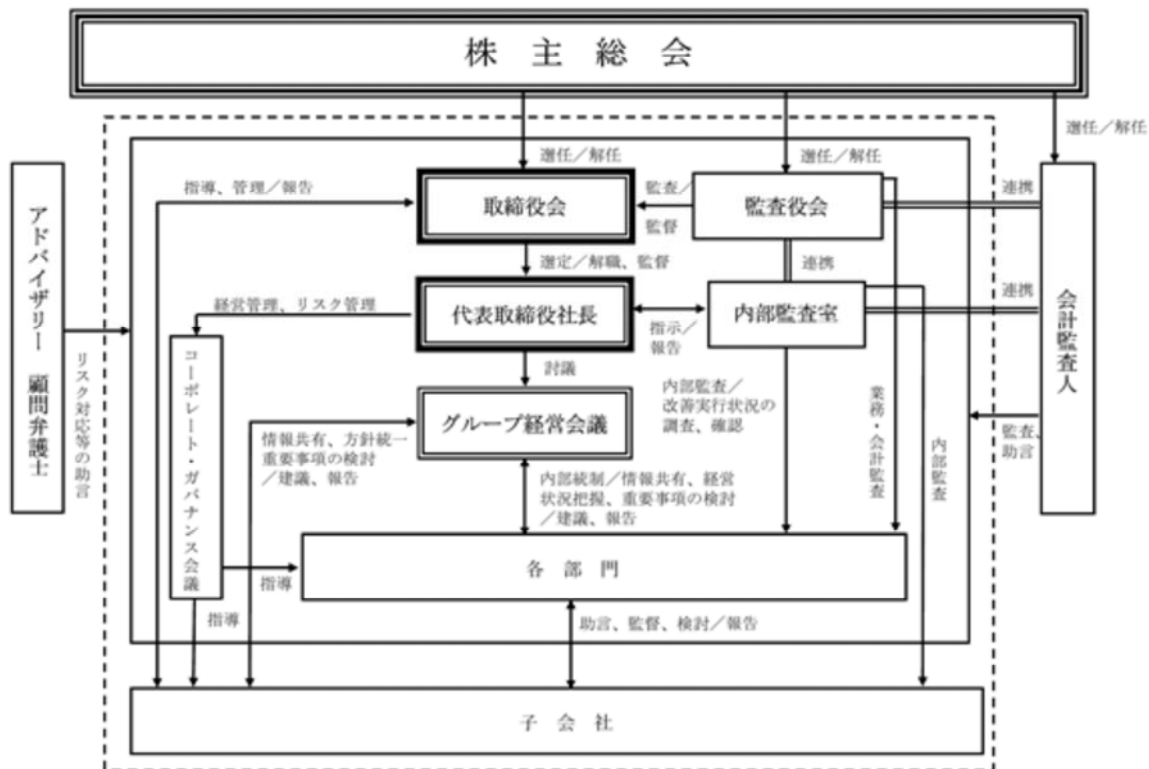 株主総会
選任／解任
選任／解任
選任／解任
アドバイザリー 顧問弁護士
リスク対応等の助言
指導、管理／報告
取締役会
監査／
監督
監査役会
連携
選定／解職、監督
連携
経営管理、リスク管理
代表取締役社長
指示／
報告
内部監査室
連携
会計監査人
討議
コーポレート・ガバナンス会議
グループ経営会議
内部監査／
改善実行状況の
調査、確認
業務・会計監査
内部監査
監査、
助言
情報共有、方針統一
重要事項の検討
／建議、報告
内部統制／情報共有、経営
状況把握、重要事項の検討
／建議、報告
各部門
指導
指導
助言、監督、検討／報告
子会社